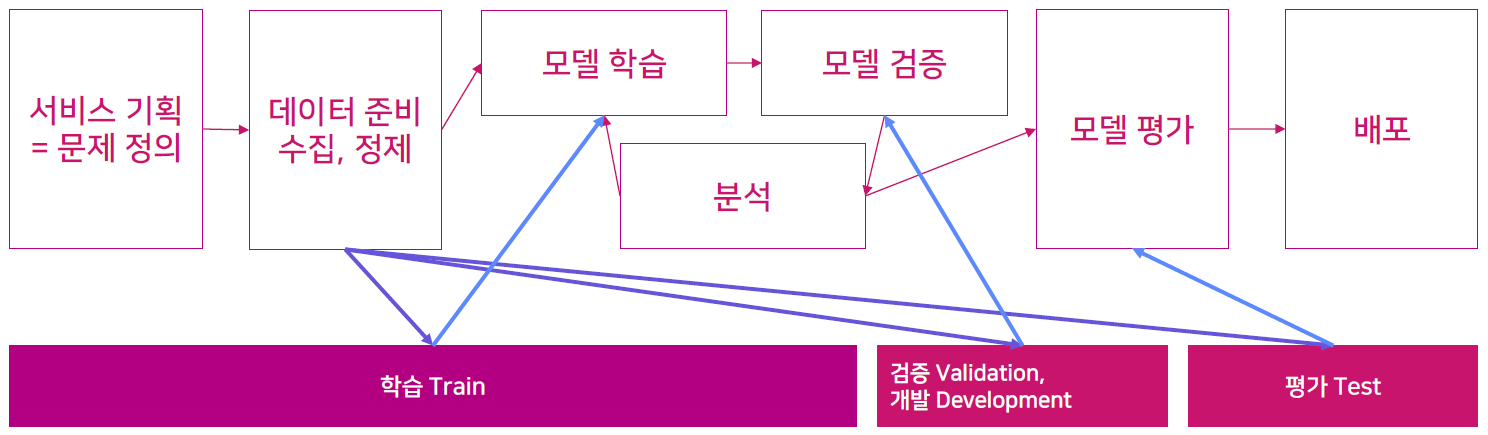 서비스 기획
= 문제 정의
데이터 준비
수집, 정제
모델 학습
모델 검증
분석
모델 평가
배포
학습 Train
검증 Validation,
개발 Development
평가 Test